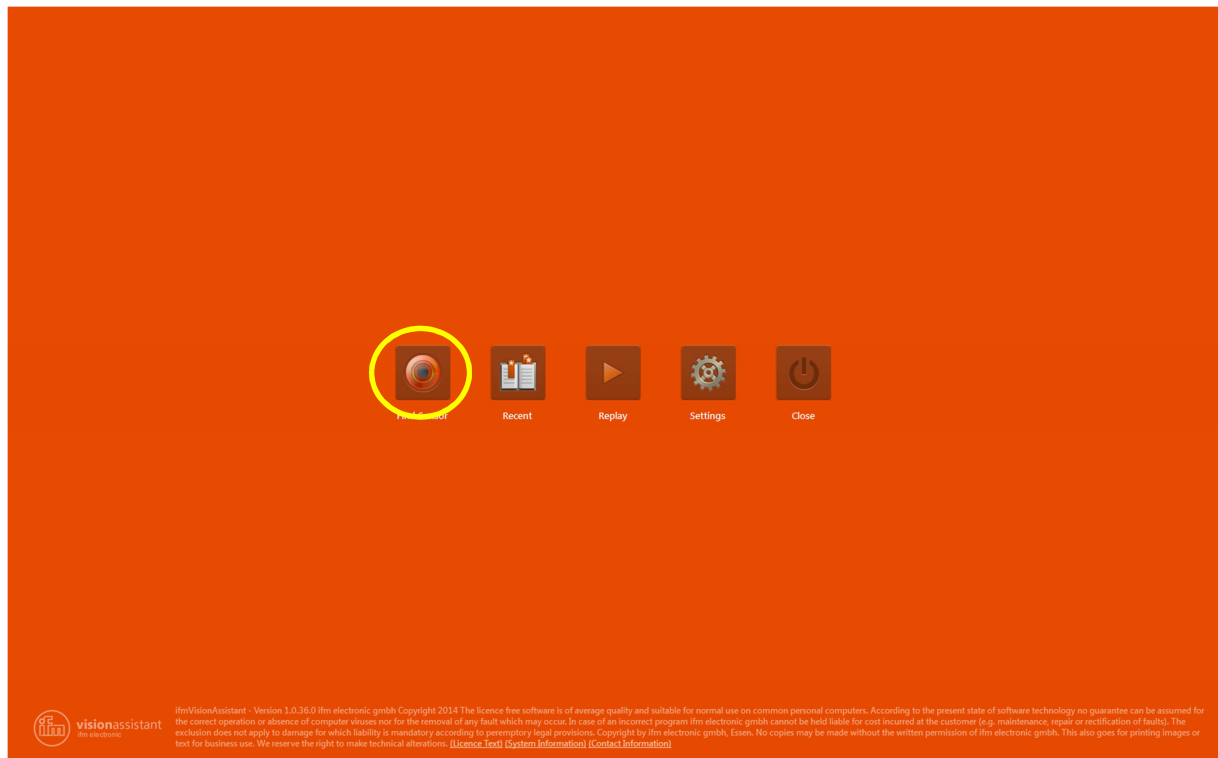 Find Sensor
Recent
Replay
Settings
Close
ifm
visionassistant
ifm electronic
ifmVisionAssistant - Version 1.0.36.0 ifm electronic gmbh Copyright 2014 The licence free software is of average quality and suitable for normal use on common personal computers. According to the present state of software technology no guarantee can be assumed for
the correct operation or absence of computer viruses nor for the removal of any fault which may occur. In case of an incorrect program ifm electronic gmbh cannot be held liable for cost incurred at the customer (e.g. maintenance, repair or rectification of faults). The
exclusion does not apply to damage for which liability is mandatory according to peremptory legal provisions. Copyright by ifm electronic gmbh, Essen. No copies may be made without the written permission of ifm electronic gmbh. This also goes for printing images or
text for business use. We reserve the right to make technical alterations. (Licence Text) (System Information) (Contact Information)